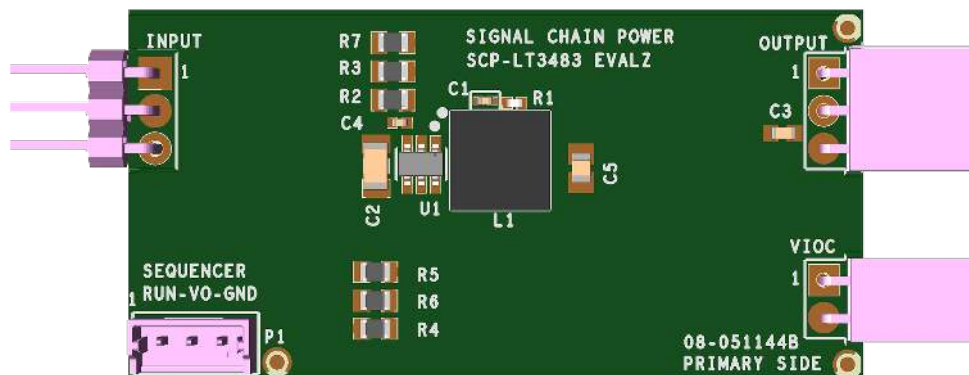 INPUT
1
R7
R3
R2
C4
SIGNAL CHAIN POWER
SCP-LT3483 EVALZ
C1
R1
OUTPUT
1
C3
C2
U1
L1
C5
SEQUENCER
RUN-VO-GND
1
P1
R5
R6
R4
VIOC
1
08-051144B
PRIMARY SIDE